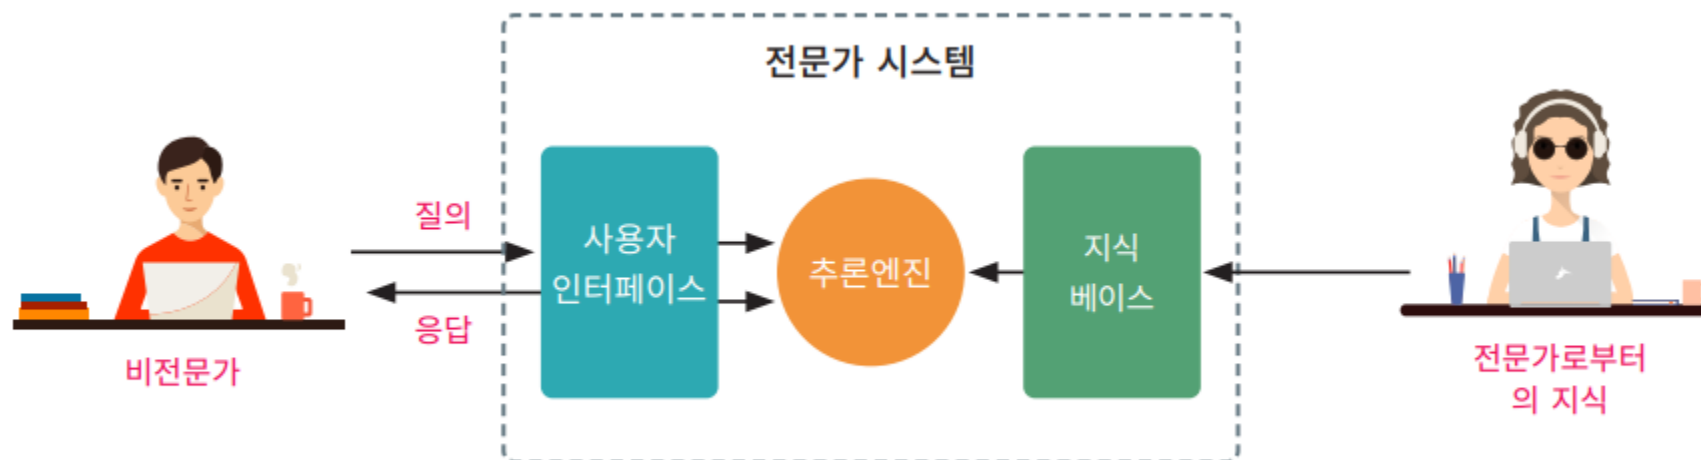 전문가 시스템
질의
사용자
인터페이스
추론엔진
지식
베이스
응답
비전문가
전문가로부터
의 지식